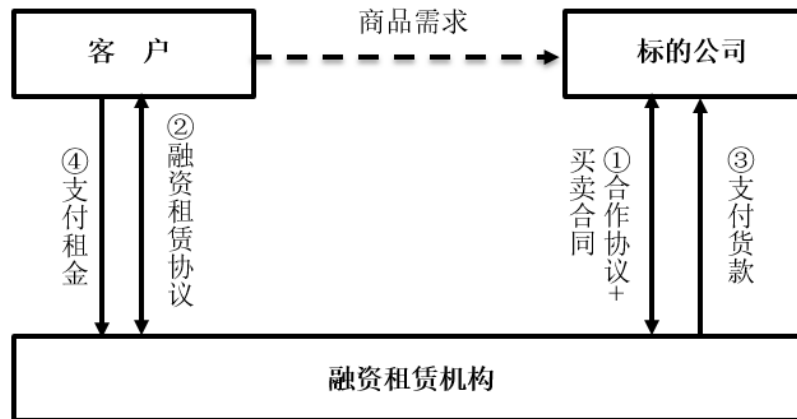 商品需求
客 户
标的公司
④支付租金
②融资租赁协议
①合作协议+
买卖合同
③支付货款
融资租赁机构